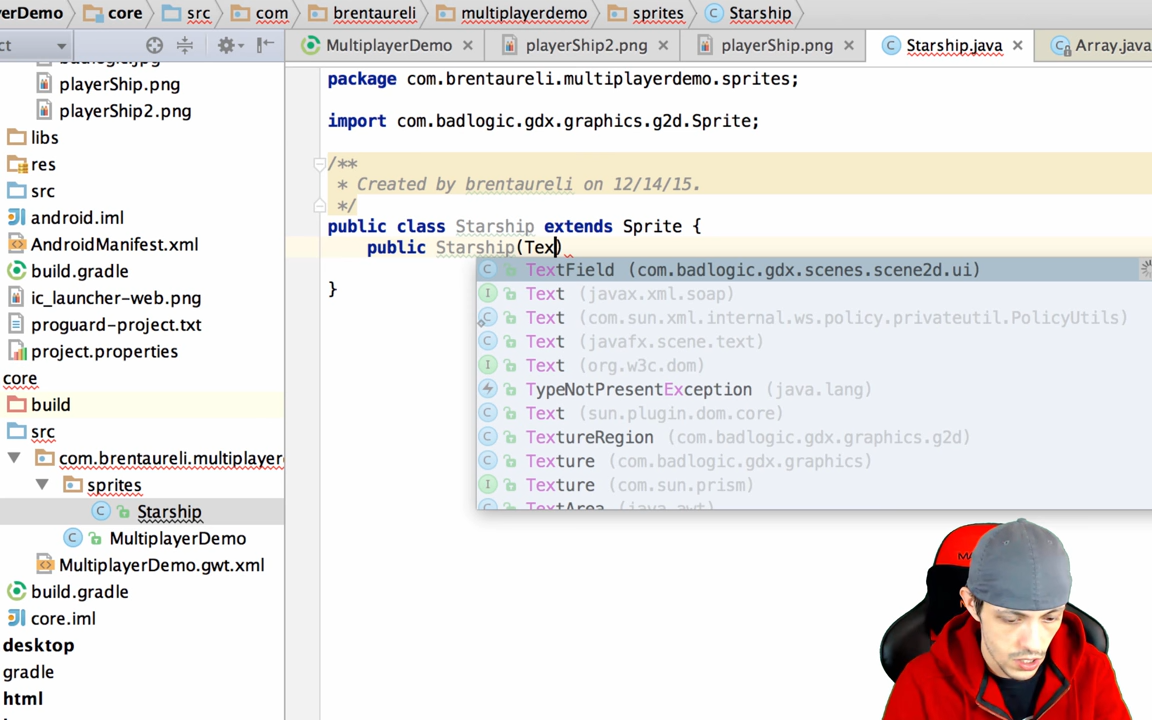 yerDemo core src com brentaureli multiplayerdemo sprites Starship
ct MultiplayerDemo playerShip2.png playerShip.png Starship.java Array.java
playerShip.png
playerShip2.png
libs
res
src
android.iml
AndroidManifest.xml
build.gradle
ic_launcher-web.png
proguard-project.txt
project.properties
core
build
src
com.brentaureli.multiplayer
sprites
Starship
MultiplayerDemo
MultiplayerDemo.gwt.xml
build.gradle
core.iml
desktop
gradle
html
package com.brentaureli.multiplayerdemo.sprites;
import com.badlogic.gdx.graphics.g2d.Sprite;
/**
* Created by brentaureli on 12/14/15.
*/
public class Starship extends Sprite {
public Starship(Tex)
}
TextField (com.badlogic.gdx.scenes.scene2d.ui)
Text (javax.xml.soap)
Text (com.sun.xml.internal.ws.policy.privateutil.PolicyUtils)
Text (javafx.scene.text)
Text (org.w3c.dom)
TypeNotPresentException (java.lang)
Text (sun.plugin.dom.core)
TextureRegion (com.badlogic.gdx.graphics.g2d)
Texture (com.badlogic.gdx.graphics)
Texture (com.sun.prism)
TextArea (java.awt)